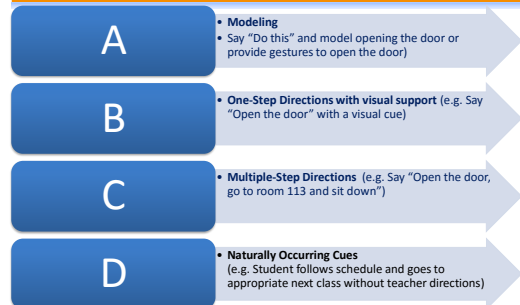 A
• Modeling
• Say “Do this” and model opening the door or
provide gestures to open the door)
B
• One-Step Directions with visual support (e.g. Say
“Open the door” with a visual cue)
C
• Multiple-Step Directions (e.g. Say “Open the door,
go to room 113 and sit down”)
D
• Naturally Occurring Cues
(e.g. Student follows schedule and goes to
appropriate next class without teacher directions)